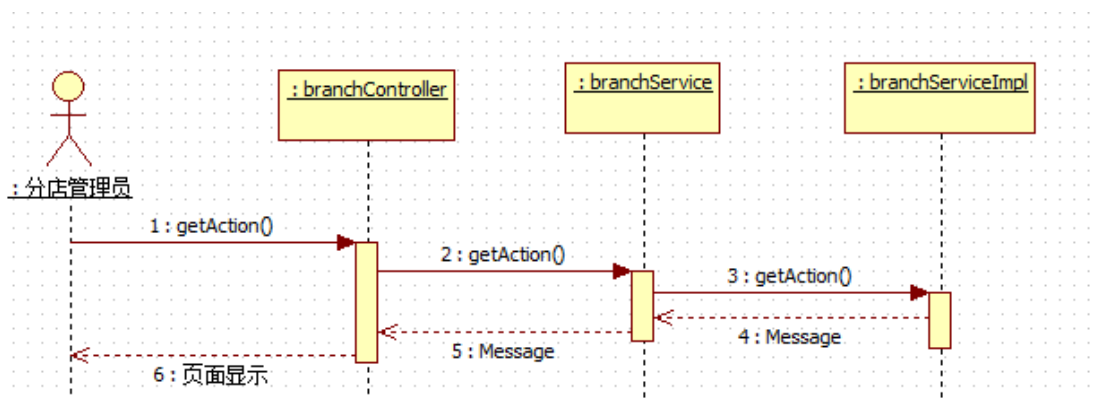 : branchController
: branchService
: branchServiceImpl
: 分店管理员
1 : getAction()
2 : getAction()
3 : getAction()
4 : Message
5 : Message
6 : 页面显示